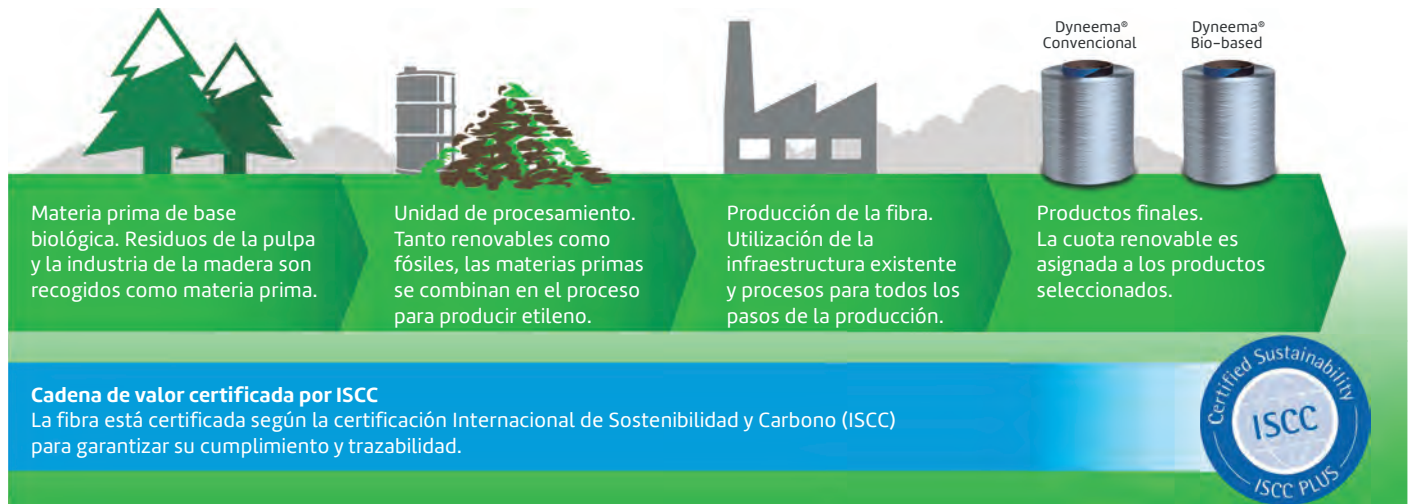 Dyneema®
Convencional
Dyneema®
Bio-based
Materia prima de base
biológica. Residuos de la pulpa
y la industria de la madera son
recogidos como materia prima.
Unidad de procesamiento.
Tanto renovables como
fósiles, las materias primas
se combinan en el proceso
para producir etileno.
Producción de la fibra.
Utilización de la
infraestructura existente
y procesos para todos los
pasos de la producción.
Productos finales.
La cuota renovable es
asignada a los productos
seleccionados.
Cadena de valor certificada por ISCC
La fibra está certificada según la certificación Internacional de Sostenibilidad y Carbono (ISCC)
para garantizar su cumplimiento y trazabilidad.
Certified Sustainability
ISCC
ISCC PLUS